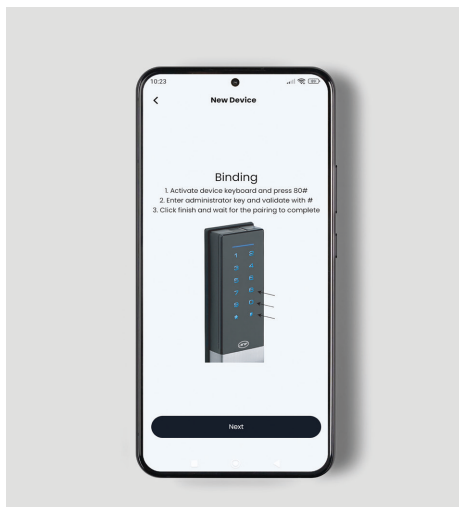 10:23
New Device
Binding
1. Activate device keyboard and press 80#
2. Enter administrator key and validate with #
3. Click finish and wait for the pairing to complete
Next